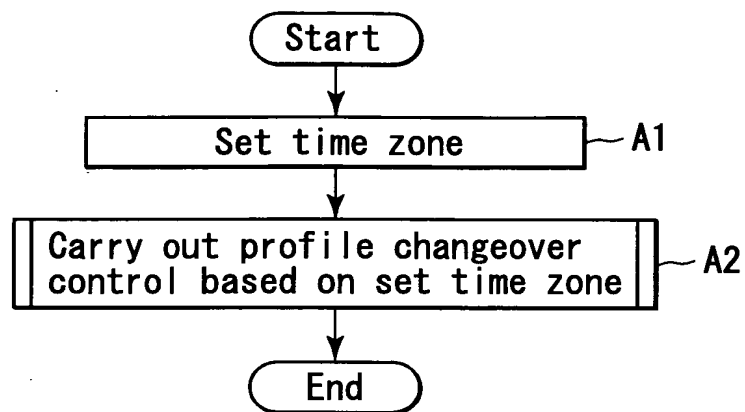 Start
Set time zone
A1
Carry out profile changeover
control based on set time zone
A2
End